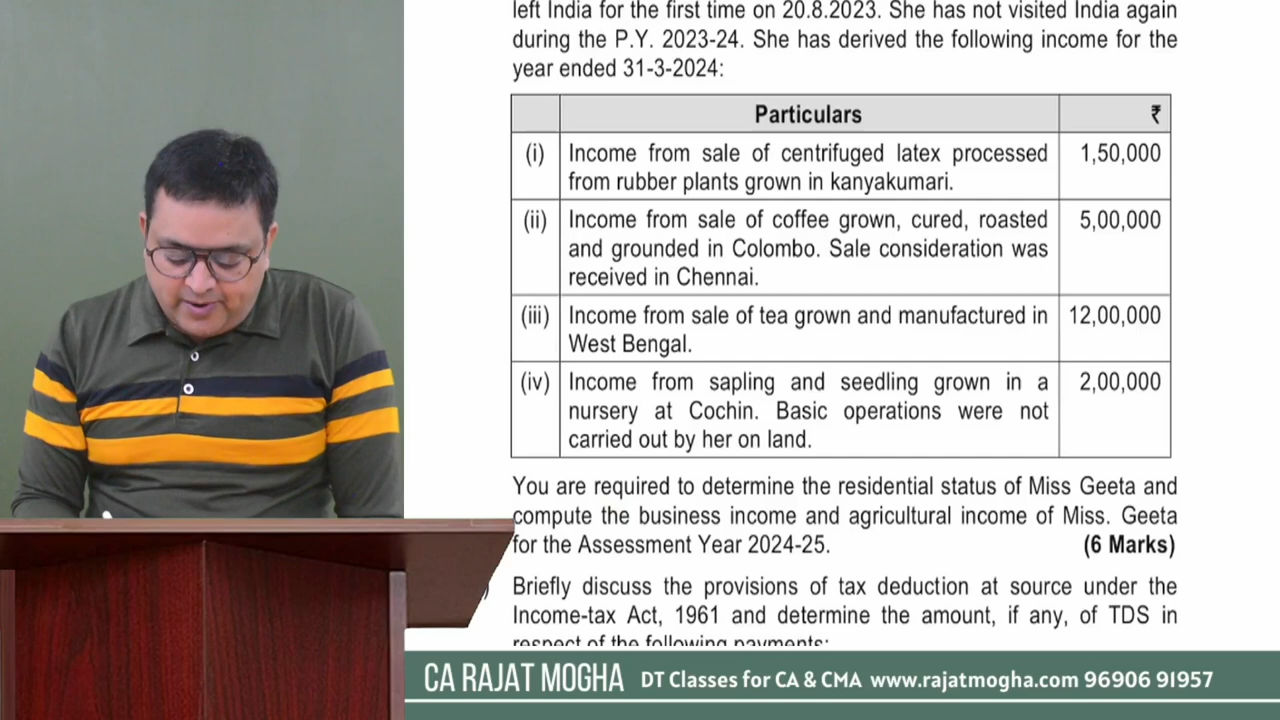 left India for the first time on 20.8.2023. She has not visited India again
during the P.Y. 2023-24. She has derived the following income for the
year ended 31-3-2024:
Particulars ₹
(i) Income from sale of centrifuged latex processed 1,50,000
from rubber plants grown in kanyakumari.
(ii) Income from sale of coffee grown, cured, roasted 5,00,000
and grounded in Colombo. Sale consideration was
received in Chennai.
(iii) Income from sale of tea grown and manufactured in 12,00,000
West Bengal.
(iv) Income from sapling and seedling grown in a 2,00,000
nursery at Cochin. Basic operations were not
carried out by her on land.
You are required to determine the residential status of Miss Geeta and
compute the business income and agricultural income of Miss. Geeta
for the Assessment Year 2024-25. (6 Marks)
Briefly discuss the provisions of tax deduction at source under the
Income-tax Act, 1961 and determine the amount, if any, of TDS in
respect of the following payments:
CA RAJAT MOGHA DT Classes for CA & CMA www.rajatmogha.com 96906 91957